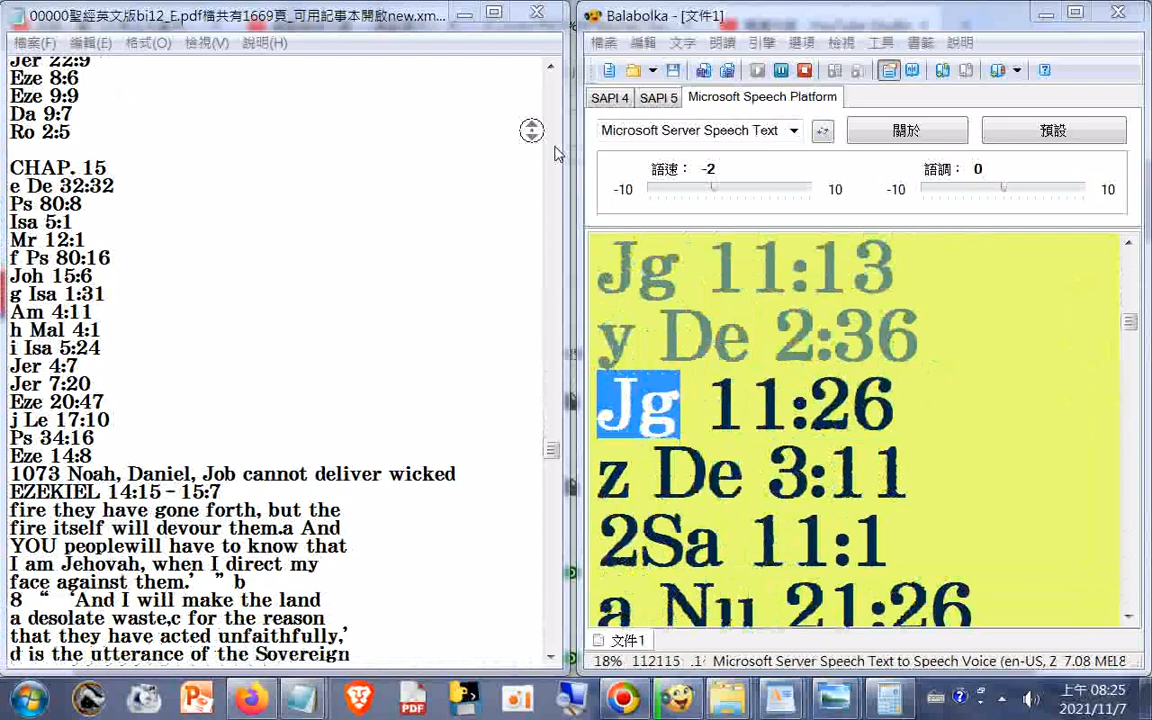 00000聖經英文版bi12_E.pdf檔共有1669頁_可用記事本開啟new.xm...
檔案(F) 編輯(E) 格式(O) 檢視(V) 說明(H)
Jer 22:9
Eze 8:6
Eze 9:9
Da 9:7
Ro 2:5
CHAP. 15
e De 32:32
Ps 80:8
Isa 5:1
Mr 12:1
f Ps 80:16
Joh 15:6
g Isa 1:31
Am 4:11
h Mal 4:1
i Isa 5:24
Jer 4:7
Jer 7:20
Eze 20:47
j Le 17:10
Ps 34:16
Eze 14:8
1073 Noah, Daniel, Job cannot deliver wicked
EZEKIEL 14:15–15:7
fire they have gone forth, but the
fire itself will devour them.a And
YOU peoplewill have to know that
I am Jehovah, when I direct my
face against them.’ ” b
8 “ ‘And I will make the land
a desolate waste,c for the reason
that they have acted unfaithfully,’
d is the utterance of the Sovereign
Balabolka - [文件1]
檔案 編輯 文字 朗讀 引擎 選項 檢視 工具 書籤 說明
SAPI 4 SAPI 5 Microsoft Speech Platform
Microsoft Server Speech Text 關於 預設
語速： -2 語調： 0
-10 10 -10 10
Jg 11:13
y De 2:36
Jg 11:26
z De 3:11
2Sa 11:1
a Nu 21:26
文件1
18% 112115 Microsoft Server Speech Text to Speech Voice (en-US, Z 7.08 MEL8
上午 08:25
2021/11/7